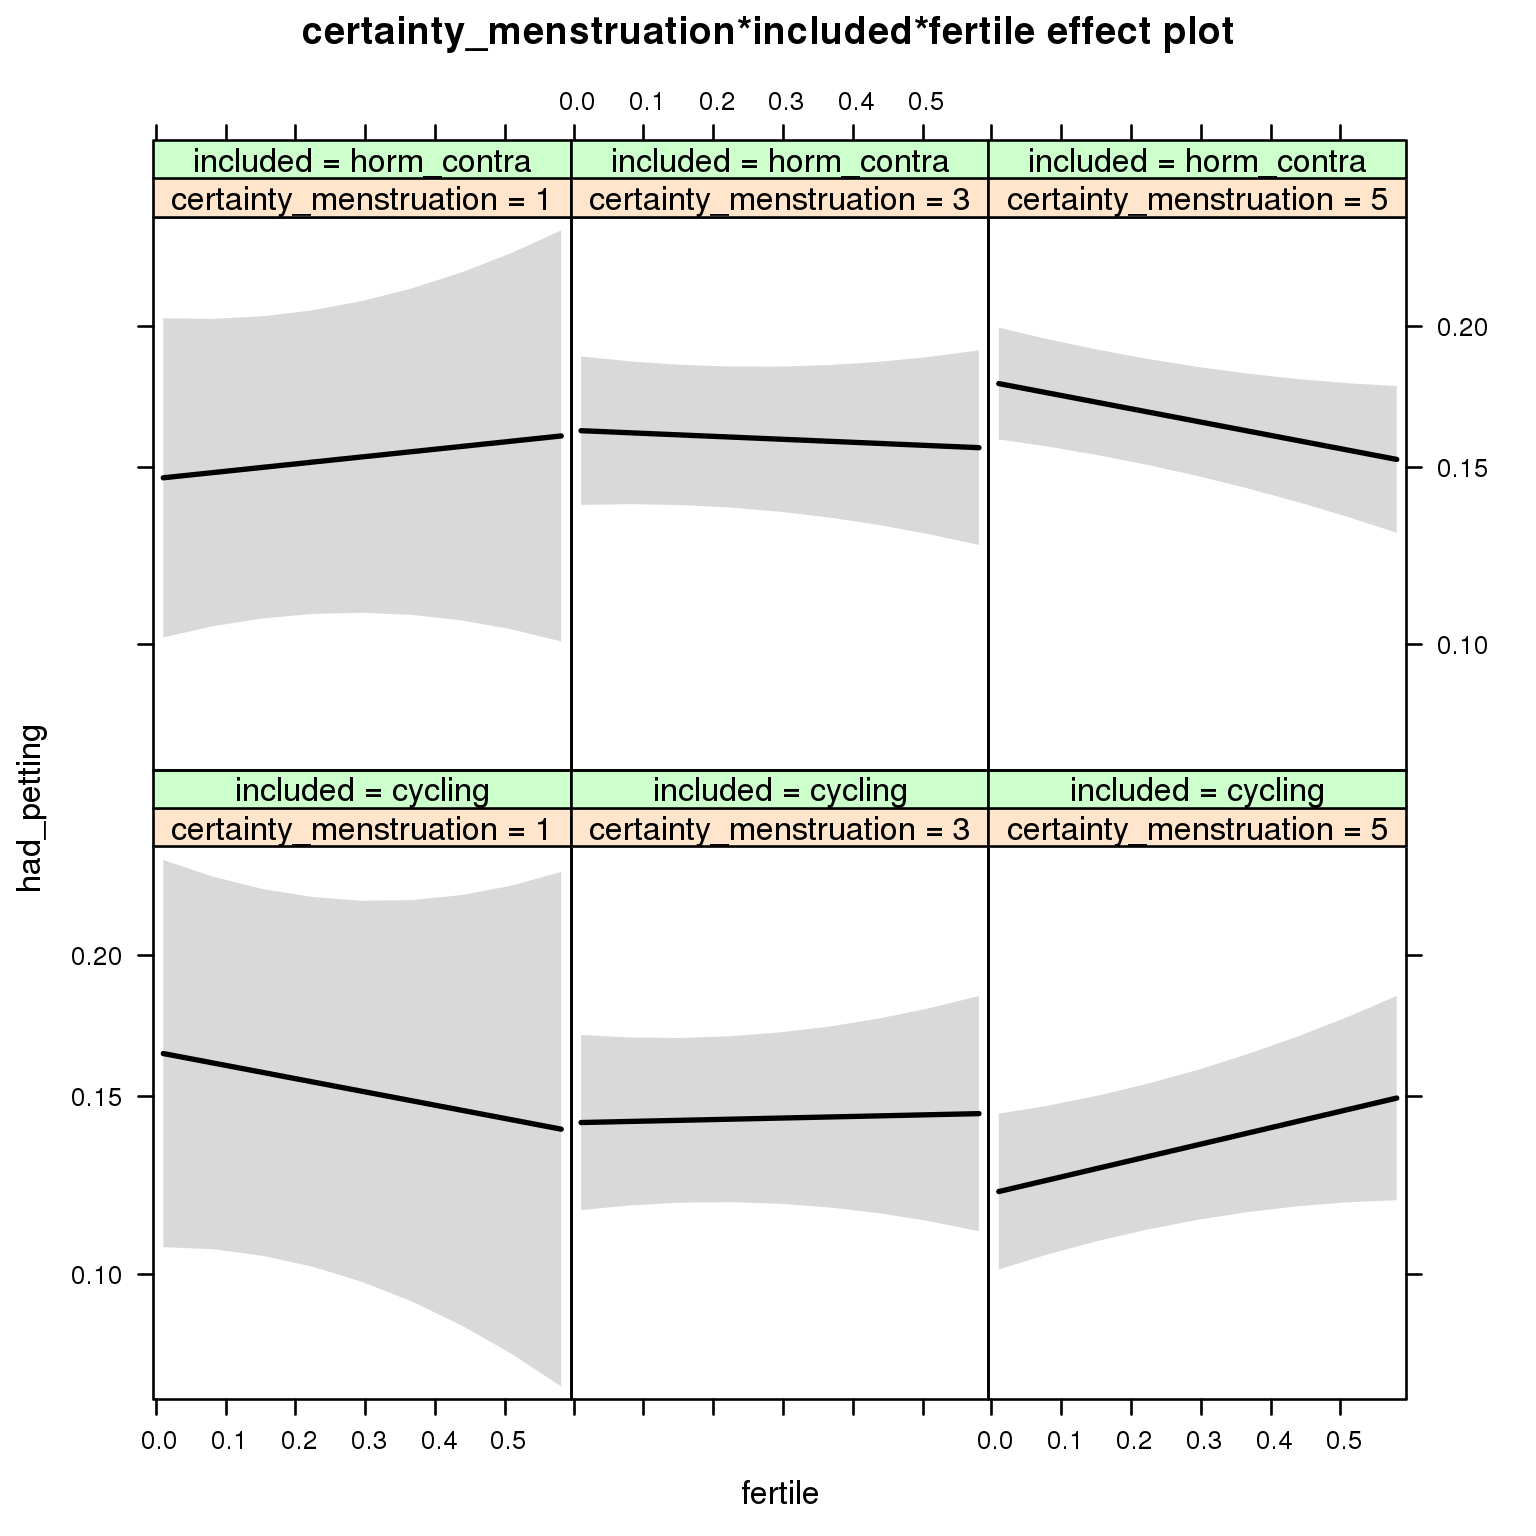 certainty_menstruation*included*fertile effect plot
0.0 0.1 0.2 0.3 0.4 0.5
included = horm_contra included = horm_contra included = horm_contra
certainty_menstruation = 1 certainty_menstruation = 3 certainty_menstruation = 5
0.20
0.15
0.10
had_petting
included = cycling included = cycling included = cycling
certainty_menstruation = 1 certainty_menstruation = 3 certainty_menstruation = 5
0.20
0.15
0.10
0.0 0.1 0.2 0.3 0.4 0.5 0.0 0.1 0.2 0.3 0.4 0.5
fertile